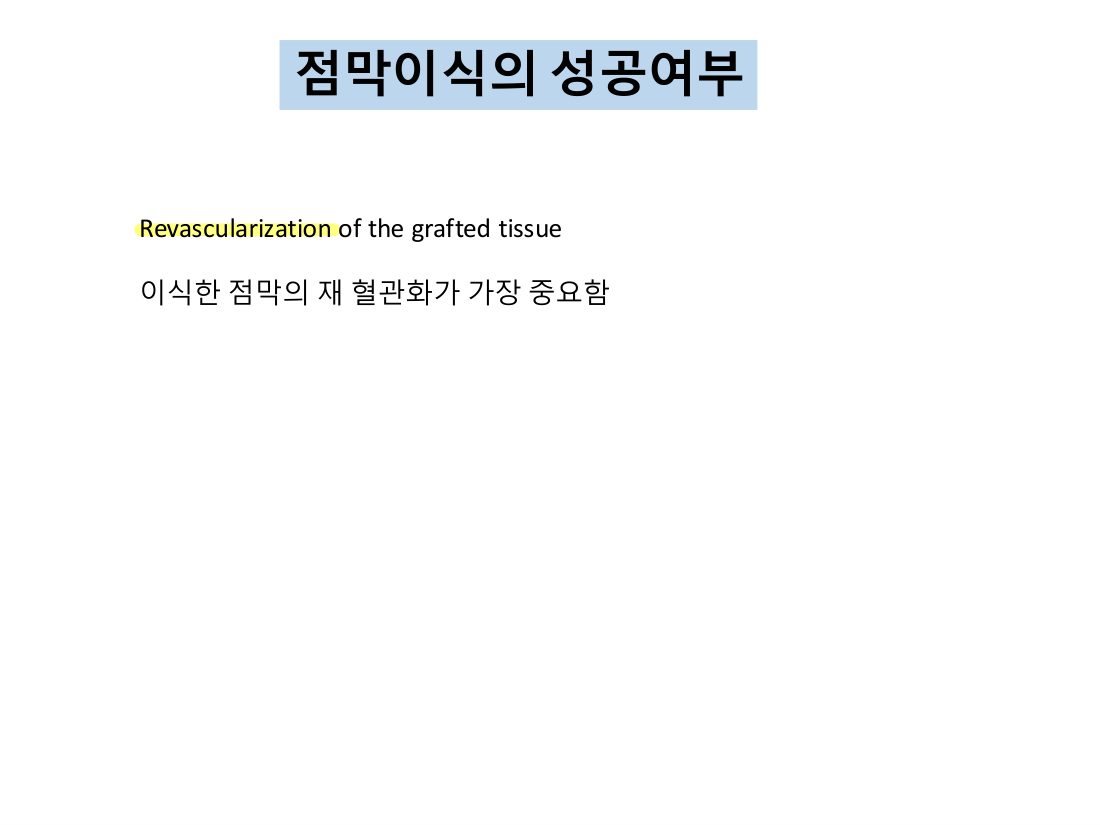 점막이식의 성공여부
Revascularization of the grafted tissue
이식한 점막의 재 혈관화가 가장 중요함